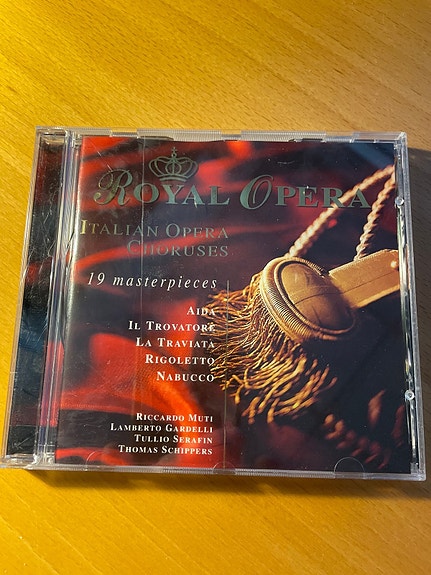 ROYAL OPERA
ITALIAN OPERA
CHORUSES
19 masterpieces
AIDA
IL TROVATORE
LA TRAVIATA
RIGOLETTO
NABUCCO
RICCARDO MUTI
LAMBERTO GARDELLI
TULLIO SERAFIN
THOMAS SCHIPPERS